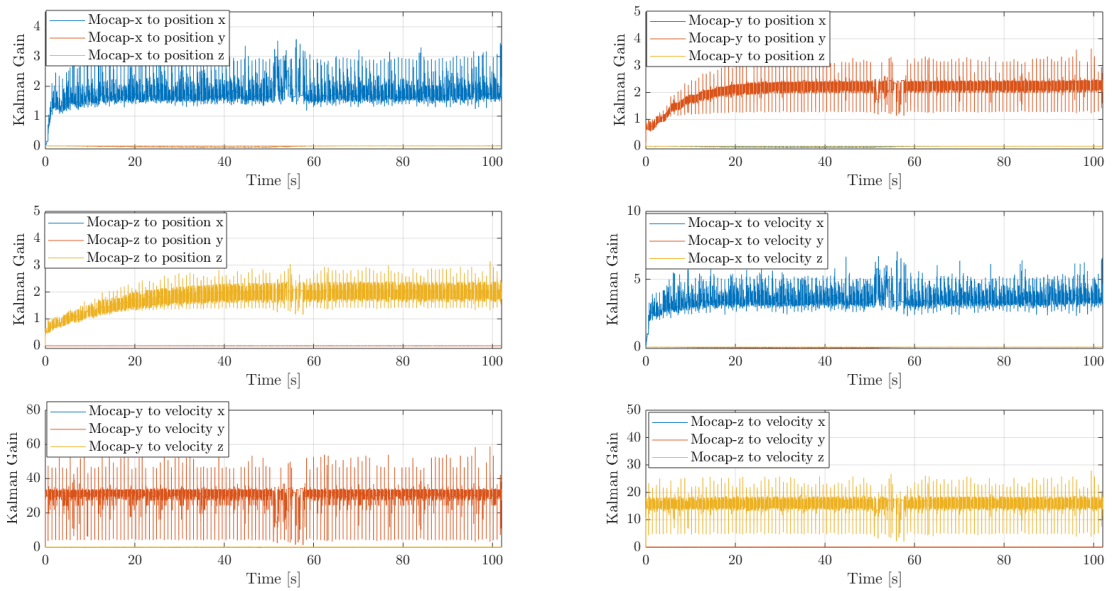 4
3
2
1
0
Kalman Gain
Mocap-x to position x
Mocap-x to position y
Mocap-x to position z
0 20 40 60 80 100
Time [s]
5
4
3
2
1
0
Kalman Gain
Mocap-y to position x
Mocap-y to position y
Mocap-y to position z
0 20 40 60 80 100
Time [s]
5
4
3
2
1
0
Kalman Gain
Mocap-z to position x
Mocap-z to position y
Mocap-z to position z
0 20 40 60 80 100
Time [s]
10
5
0
Kalman Gain
Mocap-x to velocity x
Mocap-x to velocity y
Mocap-x to velocity z
0 20 40 60 80 100
Time [s]
80
60
40
20
0
Kalman Gain
Mocap-y to velocity x
Mocap-y to velocity y
Mocap-y to velocity z
0 20 40 60 80 100
Time [s]
50
40
30
20
10
0
Kalman Gain
Mocap-z to velocity x
Mocap-z to velocity y
Mocap-z to velocity z
0 20 40 60 80 100
Time [s]